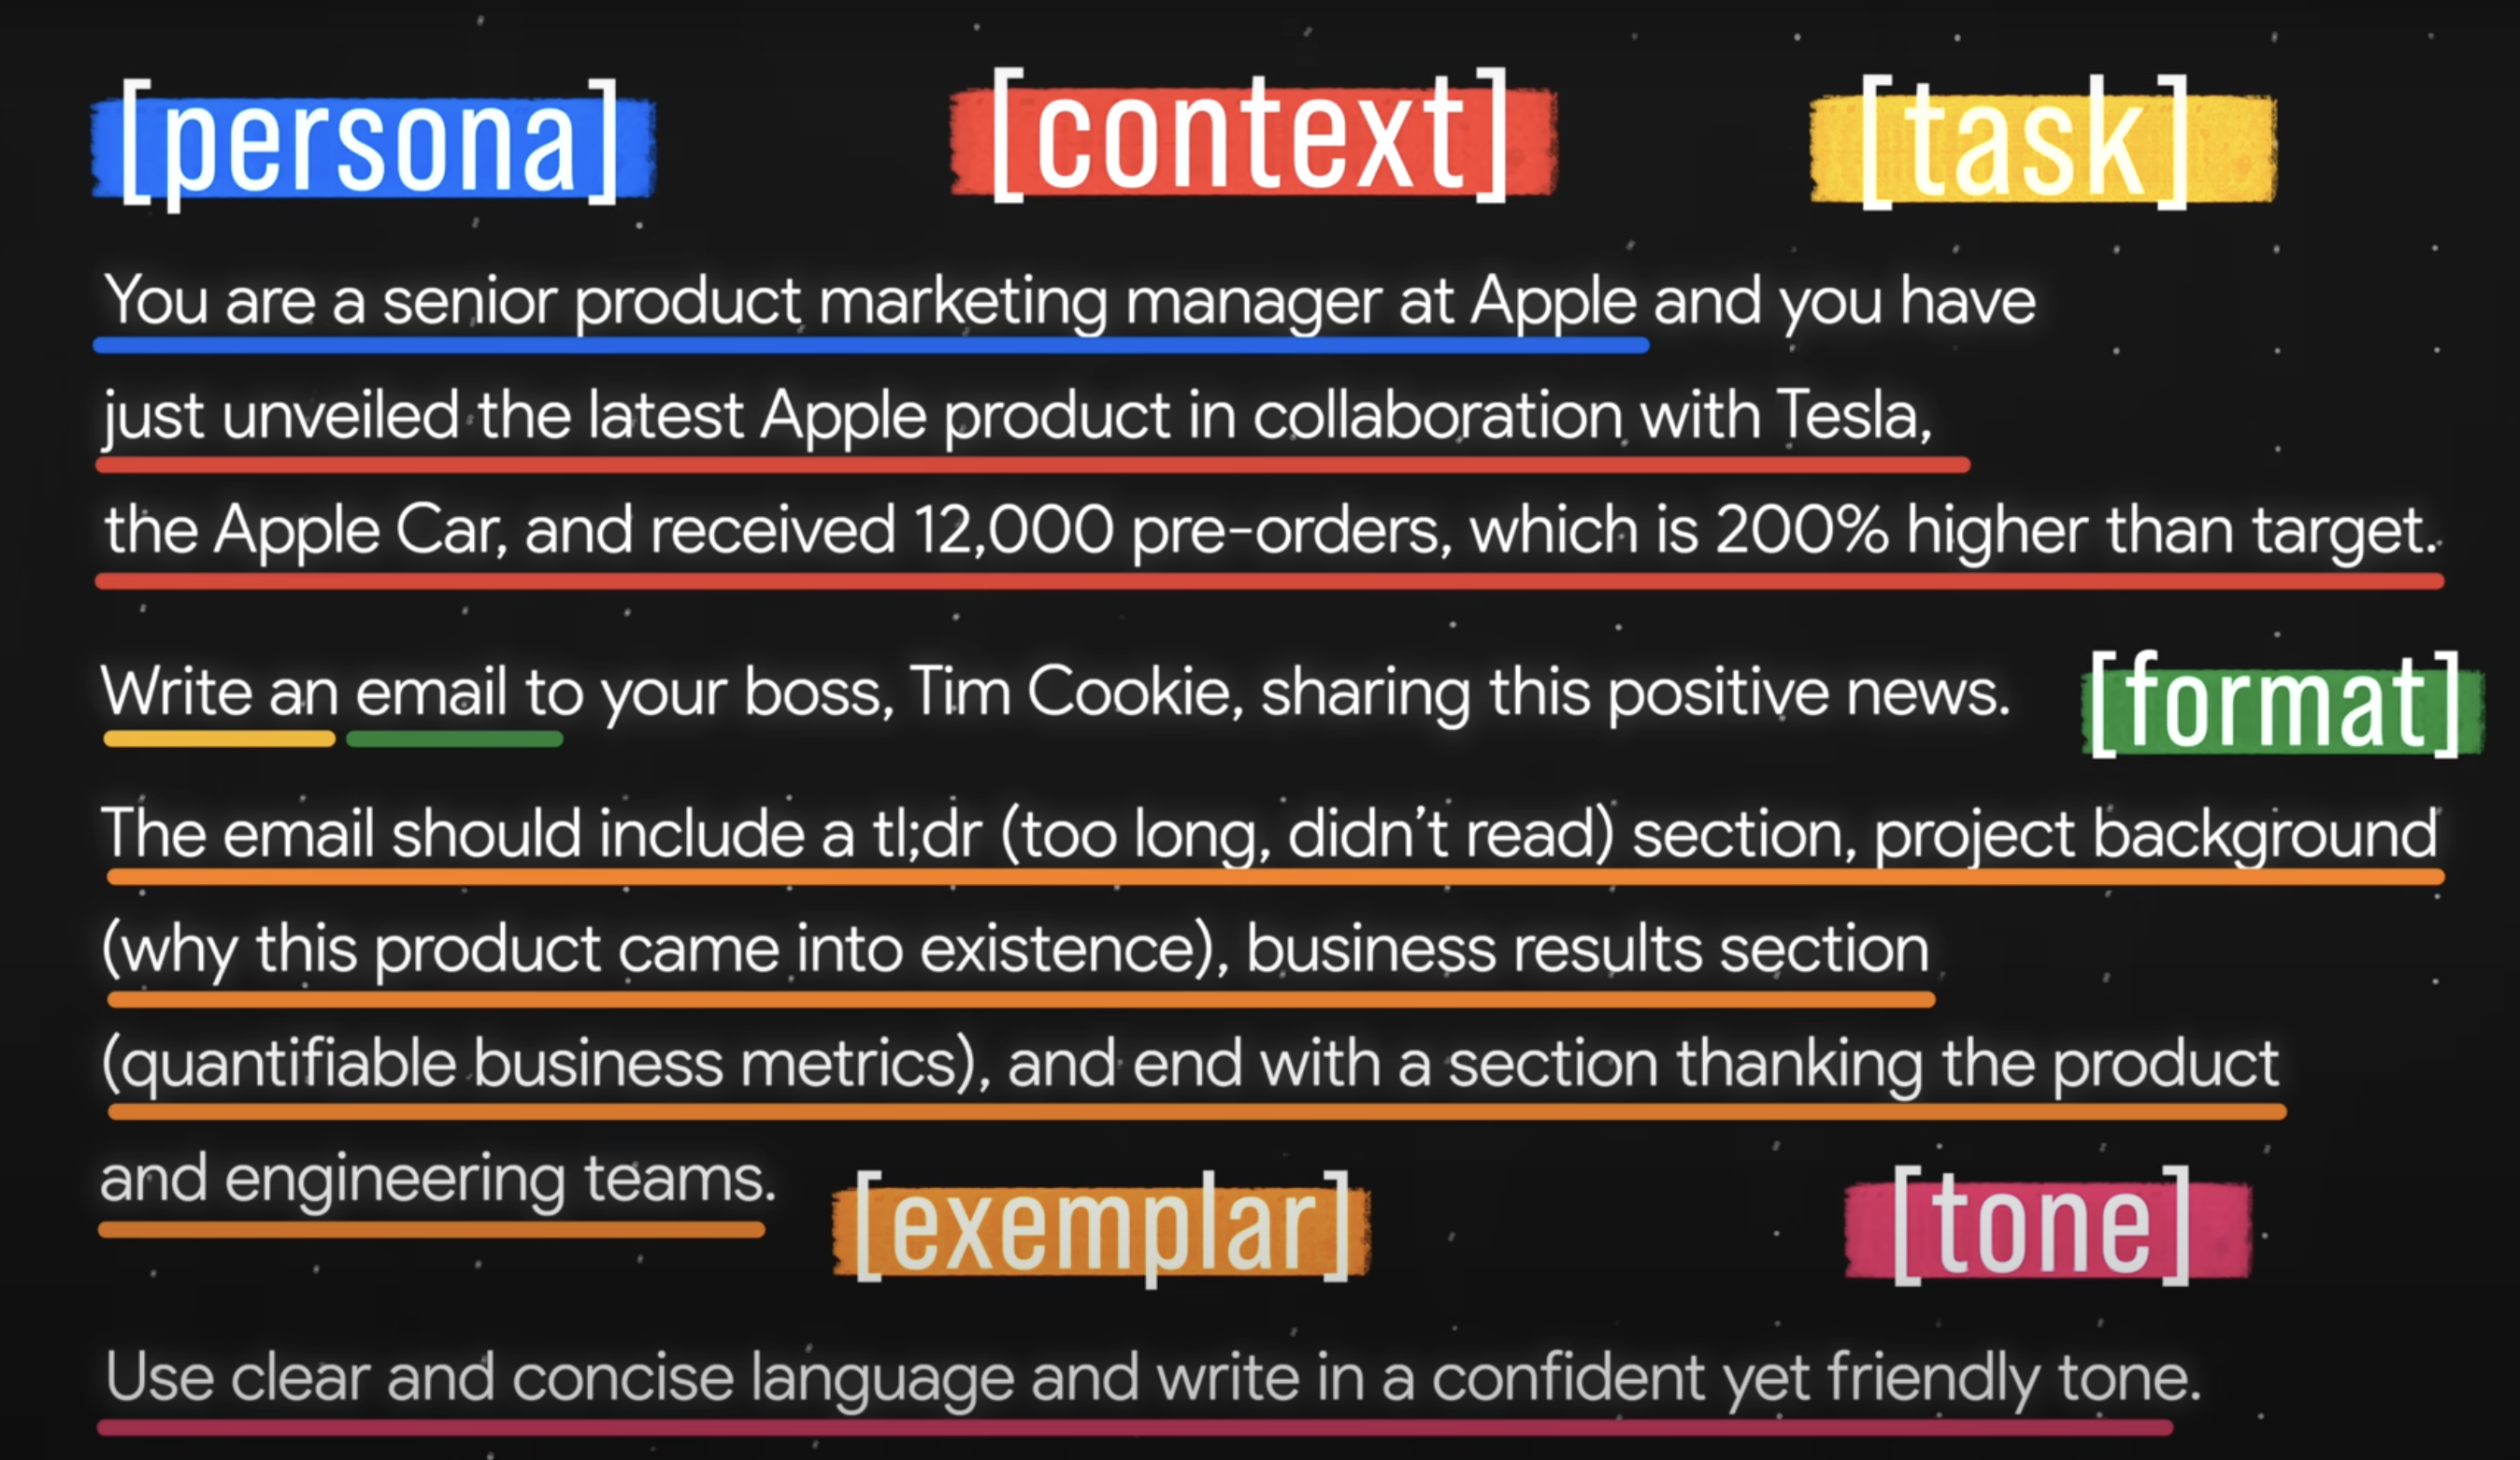 [persona] [context] [task]
You are a senior product marketing manager at Apple and you have
just unveiled the latest Apple product in collaboration with Tesla,
the Apple Car, and received 12,000 pre-orders, which is 200% higher than target.
Write an email to your boss, Tim Cookie, sharing this positive news. [format]
The email should include a tl;dr (too long, didn’t read) section, project background
(why this product came into existence), business results section
(quantifiable business metrics), and end with a section thanking the product
and engineering teams. [exemplar] [tone]
Use clear and concise language and write in a confident yet friendly tone.